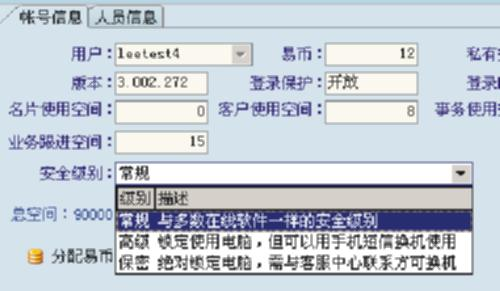 帐号信息 人员信息
用户: leetest4 易币: 12 私有
版本: 3.002.272 登录保护: 开放 登录
名片使用空间: 0 客户使用空间: 8 事务使用
业务跟进空间: 15
安全级别: 常规
级别 描述
总空间: 90000 常规 与多数在线软件一样的安全级别
高级 锁定使用电脑,但可以用手机短信换机使用
分配易币 保密 绝对锁定电脑,需与客服中心联系方可换机